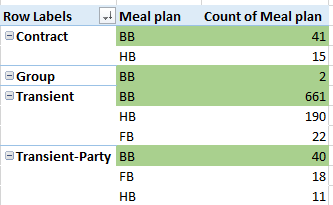 Row Labels Meal plan Count of Meal plan
Contract BB 41
HB 15
Group BB 2
Transient BB 661
HB 190
FB 22
Transient-Party BB 40
FB 18
HB 11